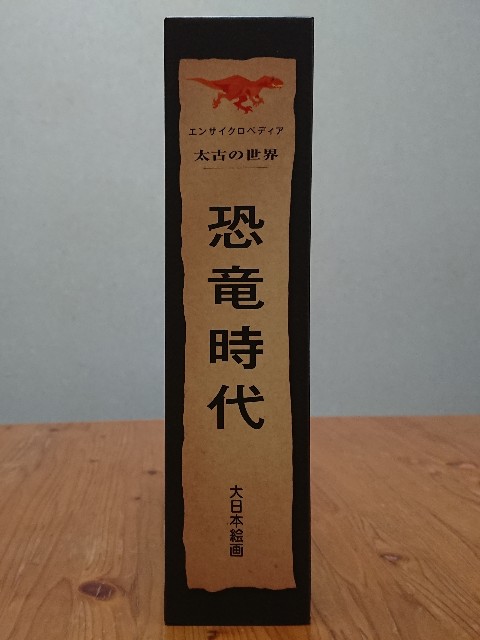 エンサイクロペディア
太古の世界
恐竜時代
大日本絵画